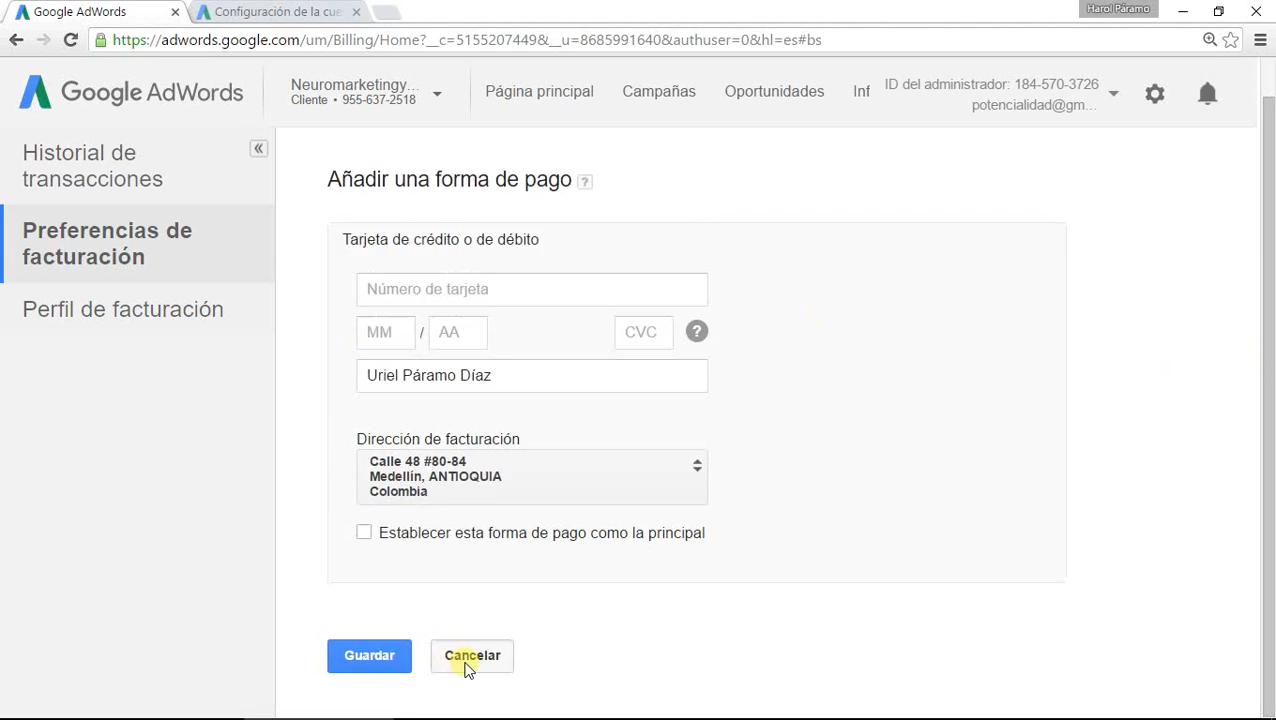 Google AdWords
Configuración de la cue
Harol Páramo
https://adwords.google.com/um/Billing/Home?__c=5155207449&__u=8685991640&authuser=0&hl=es#bs
Google AdWords
Neuromarketingy...
Cliente • 955-637-2518
Página principal
Campañas
Oportunidades
Inf
ID del administrador: 184-570-3726
potencialidad@gm...
Historial de
transacciones
Preferencias de
facturación
Perfil de facturación
Añadir una forma de pago ?
Tarjeta de crédito o de débito
Número de tarjeta
MM / AA CVC ?
Uriel Páramo Díaz
Dirección de facturación
Calle 48 #80-84
Medellín, ANTIOQUIA
Colombia
Establecer esta forma de pago como la principal
Guardar Cancelar